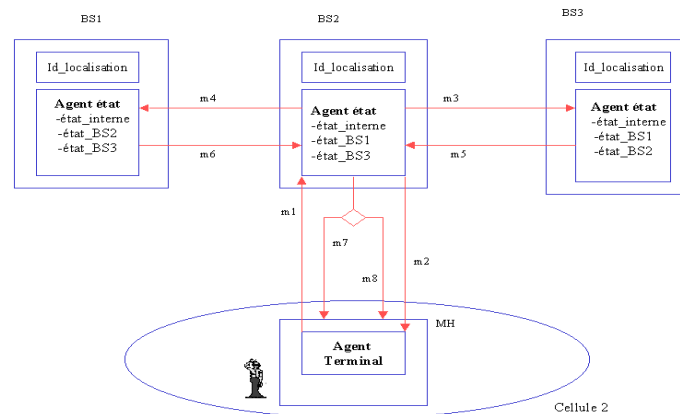 BS1
BS2
BS3
Id_localisation
Id_localisation
Id_localisation
Agent état
-état_interne
-état_BS2
-état_BS3
m4
m6
Agent état
-état_interne
-état_BS1
-état_BS3
m3
m5
Agent état
-état_interne
-état_BS1
-état_BS2
m1
m7
m8
m2
MH
Agent
Terminal
Cellule 2